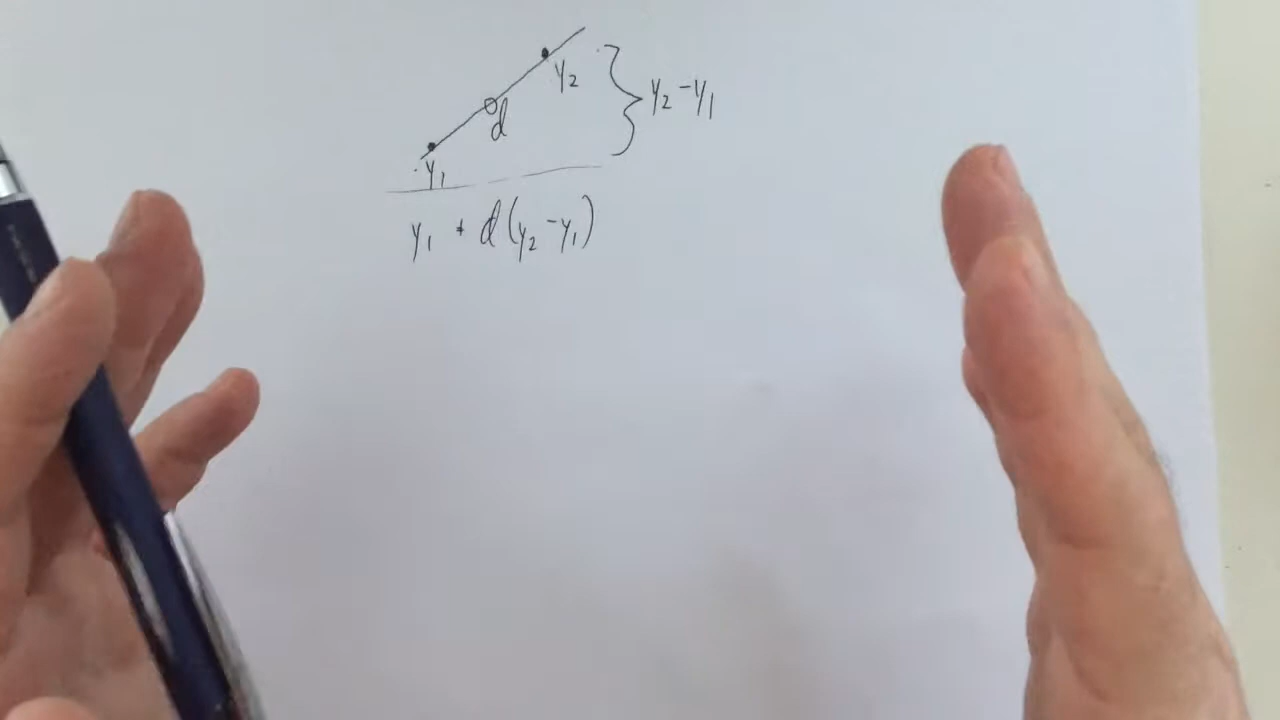 y₂
y₂ - y₁
d
y₁
y₁ + d(y₂ - y₁)